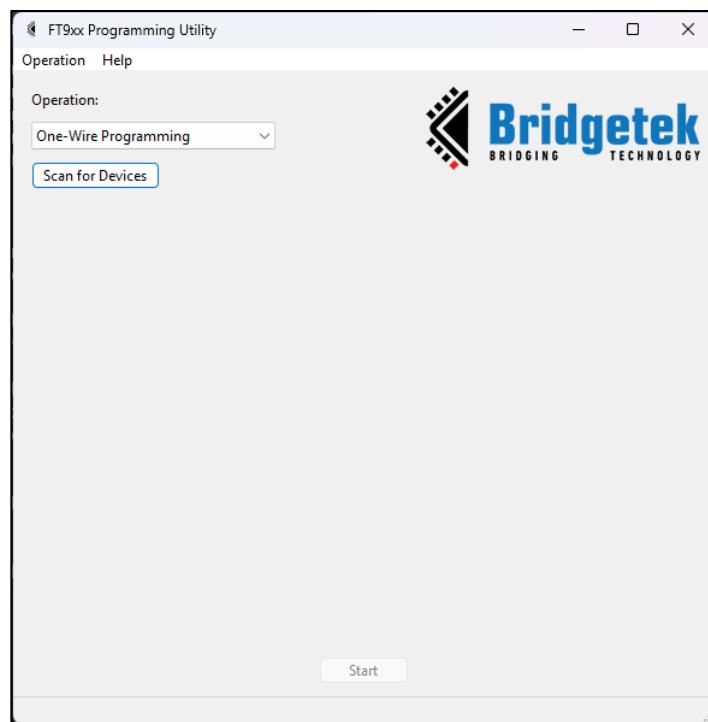 FT9xx Programming Utility
Operation Help
Operation:
One-Wire Programming
Scan for Devices
Bridgetek
BRIDGING TECHNOLOGY
Start